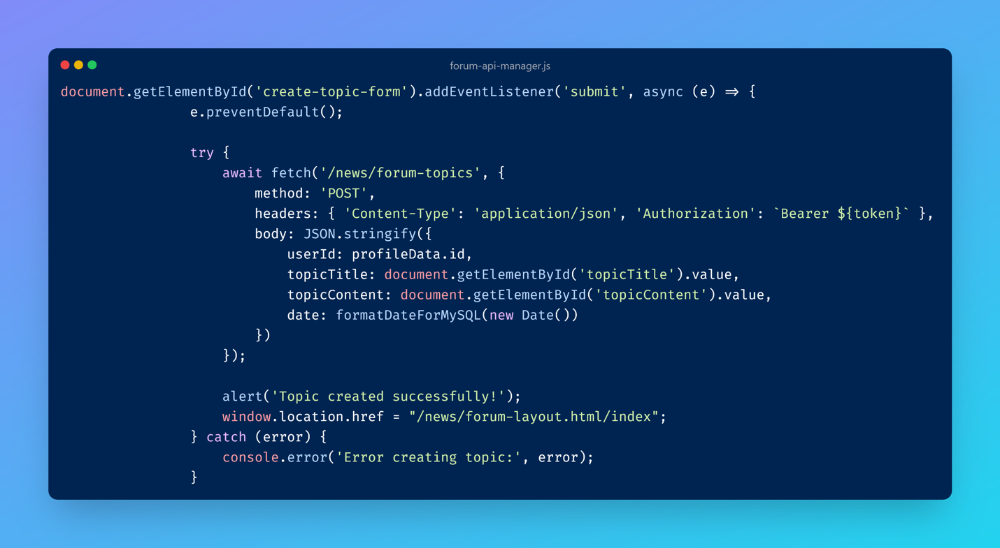 forum-api-manager.js
document.getElementById('create-topic-form').addEventListener('submit', async (e) => {
                e.preventDefault();

                try {
                    await fetch('/news/forum-topics', {
                        method: 'POST',
                        headers: { 'Content-Type': 'application/json', 'Authorization': `Bearer ${token}` },
                        body: JSON.stringify({
                            userId: profileData.id,
                            topicTitle: document.getElementById('topicTitle').value,
                            topicContent: document.getElementById('topicContent').value,
                            date: formatDateForMySQL(new Date())
                        })
                    });

                    alert('Topic created successfully!');
                    window.location.href = "/news/forum-layout.html/index";
                } catch (error) {
                    console.error('Error creating topic:', error);
                }